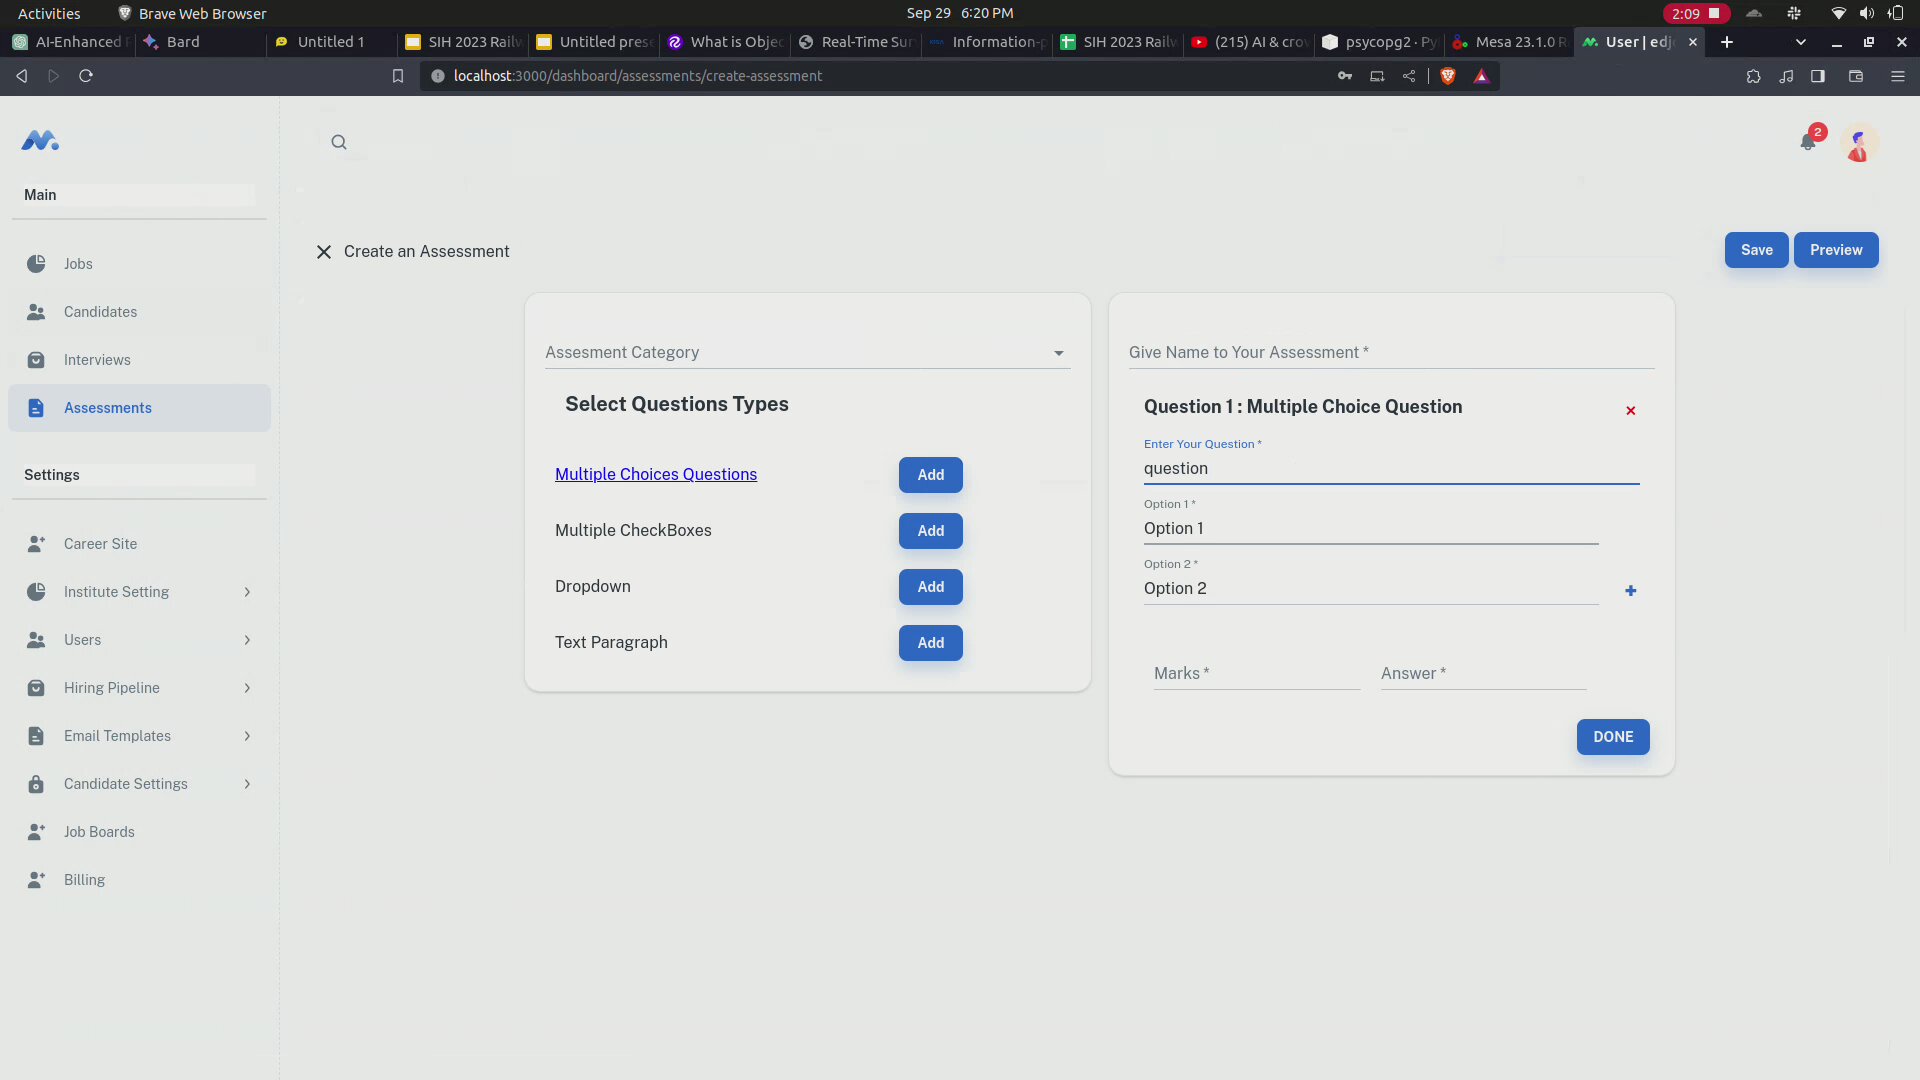 Activities
Brave Web Browser
Sep 29 6:20 PM
2:09
AI-Enhanced
Bard
Untitled 1
SIH 2023 Railw
Untitled prese
What is Objec
Real-Time Sur
Information-p
SIH 2023 Railw
(215) AI & crow
psycopg2 · Py
Mesa 23.1.0 R
User | edj
localhost:3000/dashboard/assessments/create-assessment
2
Main
Jobs
Candidates
Interviews
Assessments
Settings
Career Site
Institute Setting
Users
Hiring Pipeline
Email Templates
Candidate Settings
Job Boards
Billing
Create an Assessment
Save
Preview
Assesment Category
Select Questions Types
Multiple Choices Questions
Add
Multiple CheckBoxes
Add
Dropdown
Add
Text Paragraph
Add
Give Name to Your Assessment *
Question 1 : Multiple Choice Question
Enter Your Question *
question
Option 1 *
Option 1
Option 2 *
Option 2
Marks *
Answer *
DONE